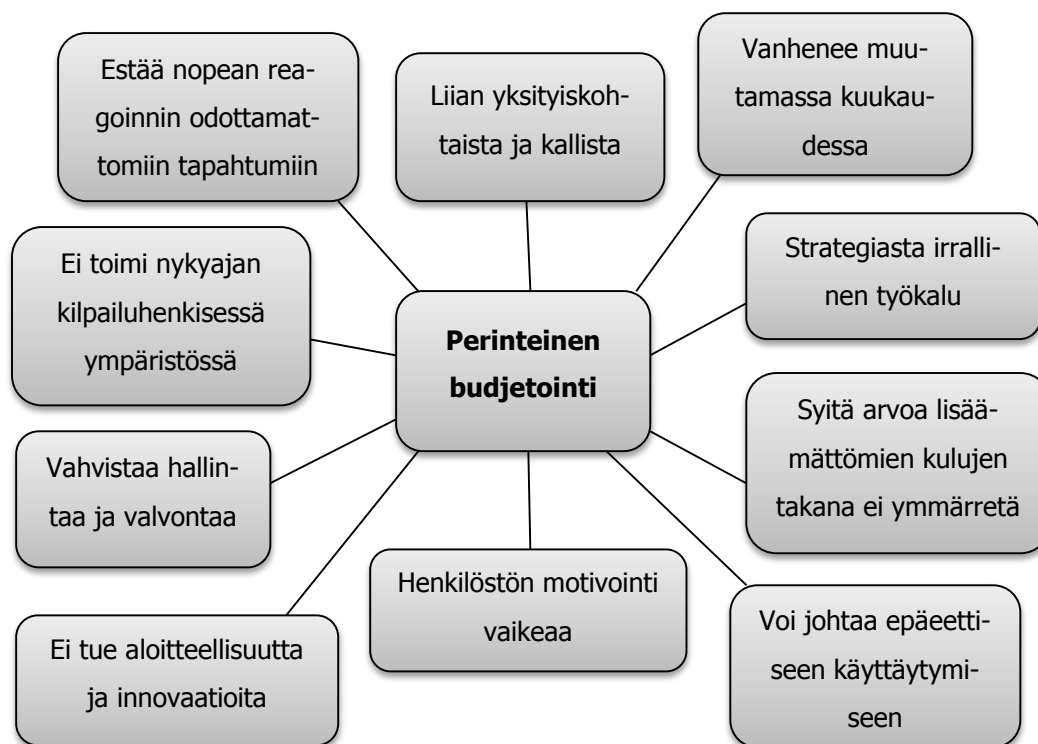 Estää nopean rea-
goinnin odottamat-
tomiin tapahtumiin
Liian yksityiskoh-
taista ja kallista
Vanhenee muu-
tamassa kuukau-
dessa
Ei toimi nykyajan
kilpailuhenkisessä
ympäristössä
Perinteinen
budjetointi
Strategiasta irralli-
nen työkalu
Vahvistaa hallin-
taa ja valvontaa
Syitä arvoa lisää-
mättömien kulujen
takana ei ymmärretä
Ei tue aloitteellisuutta
ja innovaatioita
Henkilöstön motivointi
vaikeaa
Voi johtaa epäeetti-
seen käyttäytymi-
seen